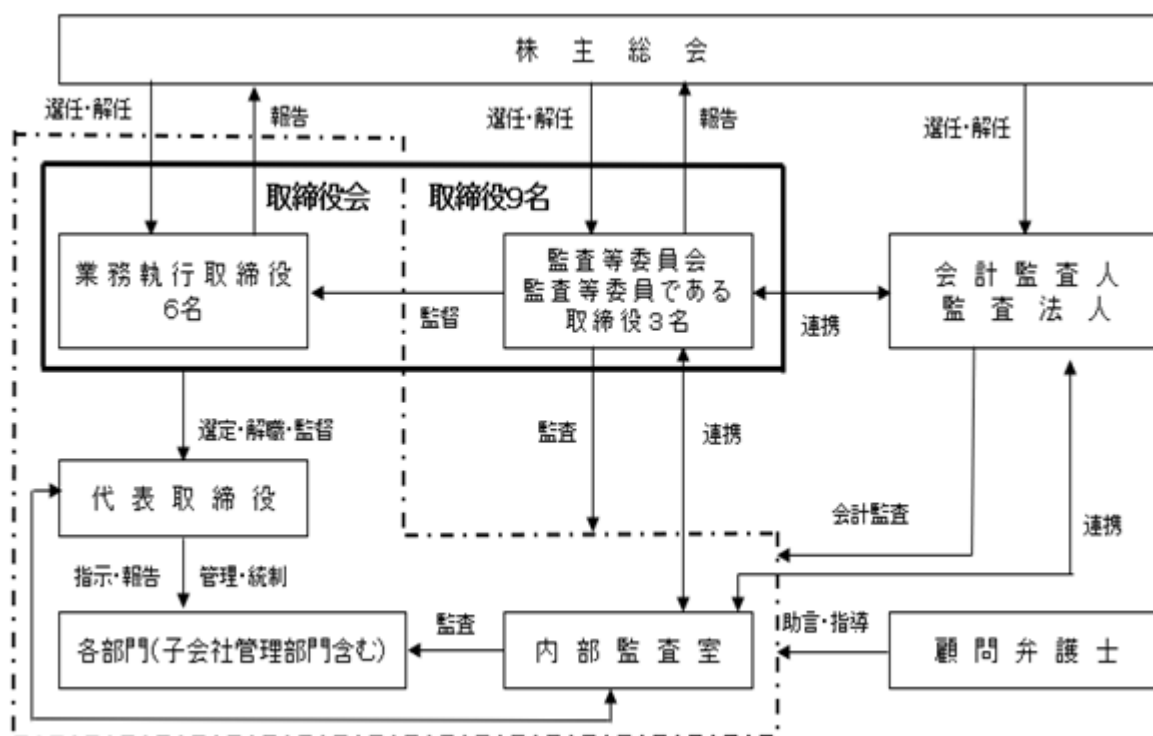 株主総会
選任・解任
報告
選任・解任
報告
選任・解任
取締役会
取締役9名
業務執行取締役
6名
監査等委員会
監査等委員である
取締役3名
会計監査人
監査法人
監督
連携
選定・解職・監督
監査
連携
代表取締役
会計監査
連携
指示・報告
管理・統制
各部門(子会社管理部門含む)
監査
内部監査室
助言・指導
顧問弁護士